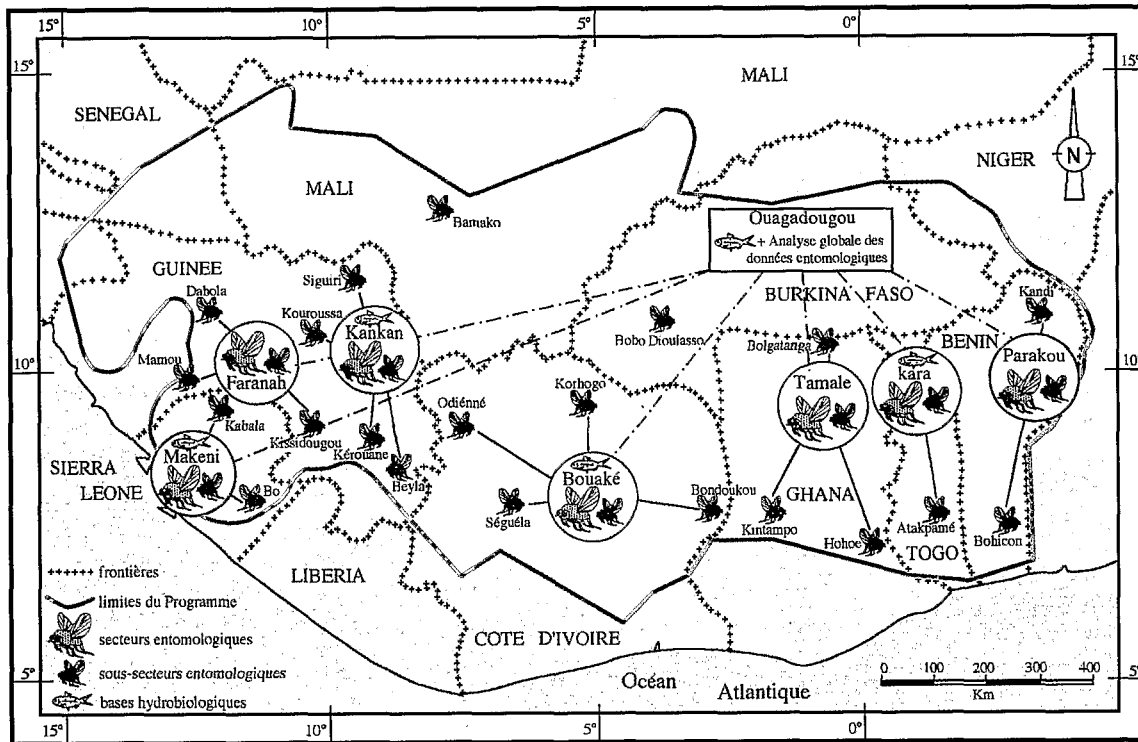 15°
10°
5°
0°
15°
15°
MALI
SENEGAL
NIGER
N
MALI
Bamako
Ouagadougou
+ Analyse globale des
données entomologiques
GUINEE
Dabola
Siguiri
Kouroussa
Kankan
BURKINA FASO
Kandi
Bobo Dioulasso
Bolgatanga
BENIN
10°
10°
Mamou
Faranah
Tamale
kara
Parakou
Korhogo
Odiénné
Kabala
Kissidougou
Kérouane
Beyla
Makeni
SIERRA
LEONE
Bo
Bouaké
Séguéla
Bondoukou
GHANA
Kintampo
Hohoe
Atakpamé
TOGO
Bohicon
LIBERIA
COTE D'IVOIRE
frontières
limites du Programme
secteurs entomologiques
sous-secteurs entomologiques
bases hydrobiologiques
Océan
Atlantique
0 100 200 300 400
Km
5°
5°
15°
10°
5°
0°